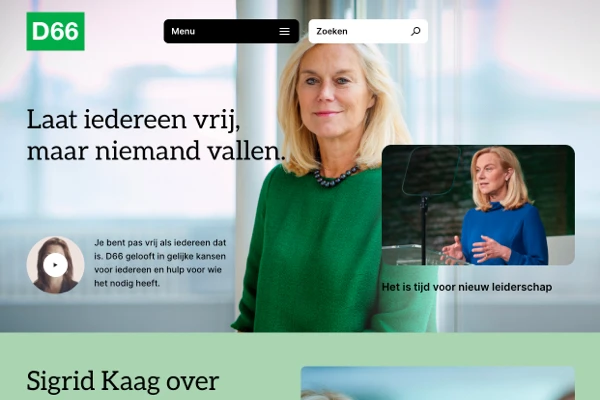 D66
Menu
Zoeken
Laat iedereen vrij,
maar niemand vallen.
Je bent pas vrij als iedereen dat
is. D66 gelooft in gelijke kansen
voor iedereen en hulp voor wie
het nodig heeft.
Het is tijd voor nieuw leiderschap
Sigrid Kaag over